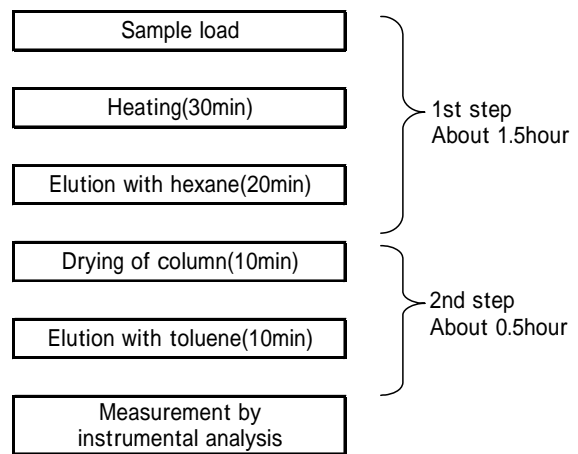 Sample load
Heating(30min)
Elution with hexane(20min)
1st step
About 1.5hour
Drying of column(10min)
Elution with toluene(10min)
2nd step
About 0.5hour
Measurement by
instrumental analysis